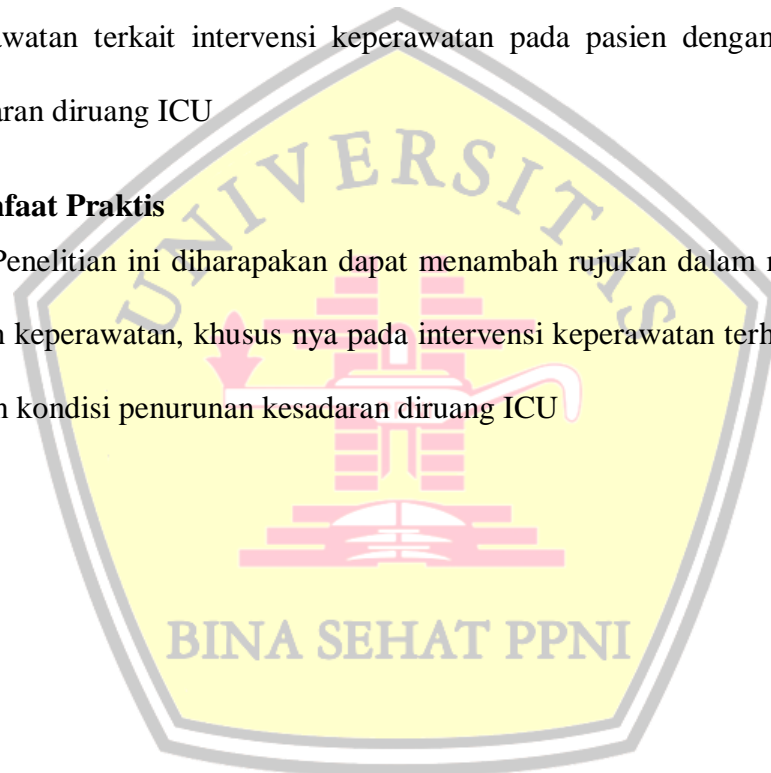 awatan terkait intervensi keperawatan pada pasien dengan
aran diruang ICU
nfaat Praktis
Penelitian ini diharapakan dapat menambah rujukan dalam
n keperawatan, khusus nya pada intervensi keperawatan terh
n kondisi penurunan kesadaran diruang ICU
UNIVERSITAS
BINA SEHAT PPNI